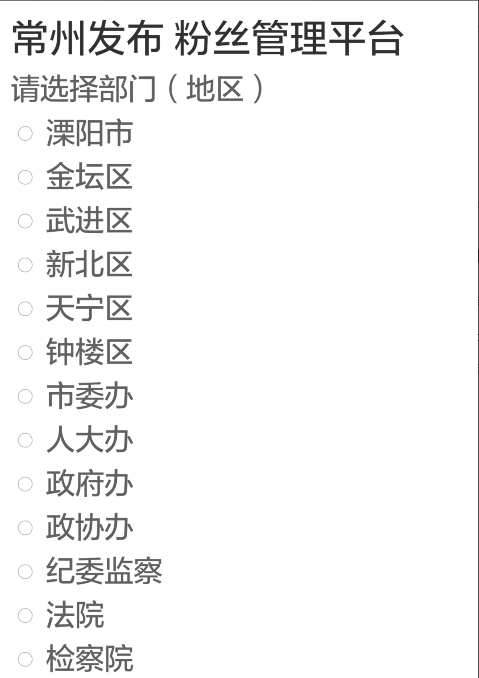 常州发布 粉丝管理平台
请选择部门（地区）
溧阳市
金坛区
武进区
新北区
天宁区
钟楼区
市委办
人大办
政府办
政协办
纪委监察
法院
检察院